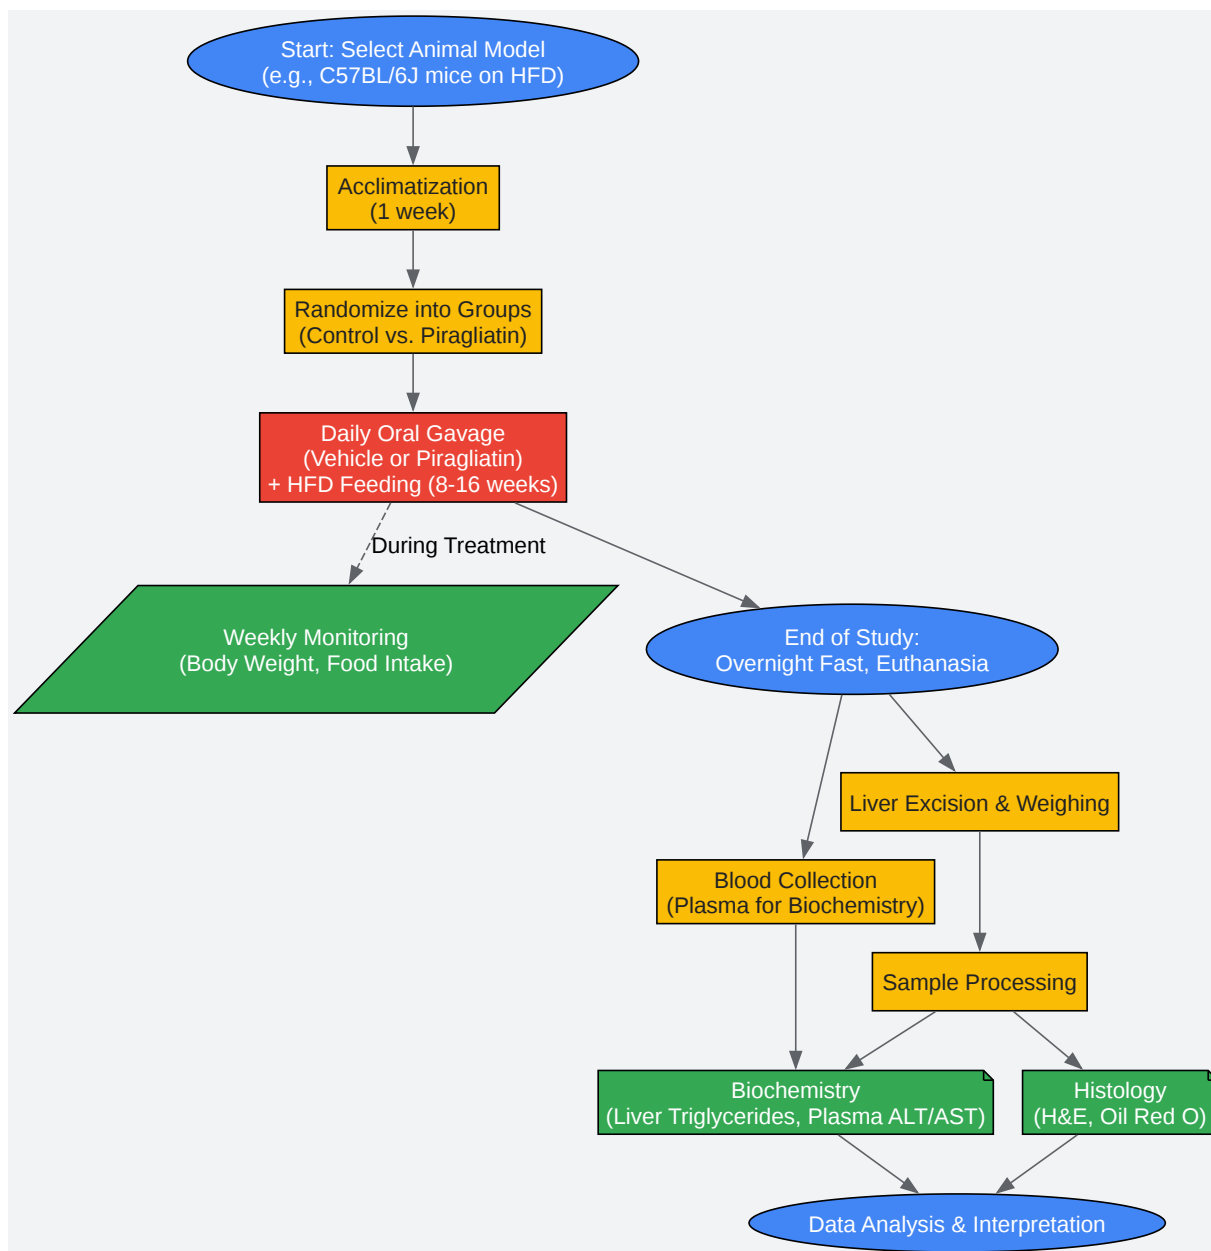 Start: Select Animal Model
(e.g., C57BL/6J mice on HFD)
Acclimatization
(1 week)
Randomize into Groups
(Control vs. Piragliatin)
Daily Oral Gavage
(Vehicle or Piragliatin)
+ HFD Feeding (8-16 weeks)
During Treatment
Weekly Monitoring
(Body Weight, Food Intake)
End of Study:
Overnight Fast, Euthanasia
Liver Excision & Weighing
Blood Collection
(Plasma for Biochemistry)
Sample Processing
Biochemistry
(Liver Triglycerides, Plasma ALT/AST)
Histology
(H&E, Oil Red O)
Data Analysis & Interpretation